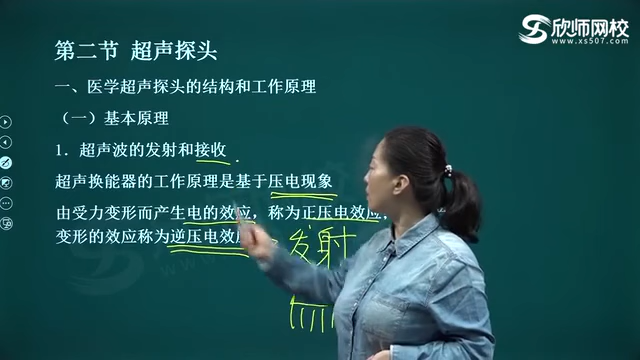 欣师网校
www.xs507.com
第二节 超声探头
一、医学超声探头的结构和工作原理
（一）基本原理
1．超声波的发射和接收
超声换能器的工作原理是基于压电现象
由受力变形而产生电的效应，称为正压电效应，
变形的效应称为逆压电效应
发射